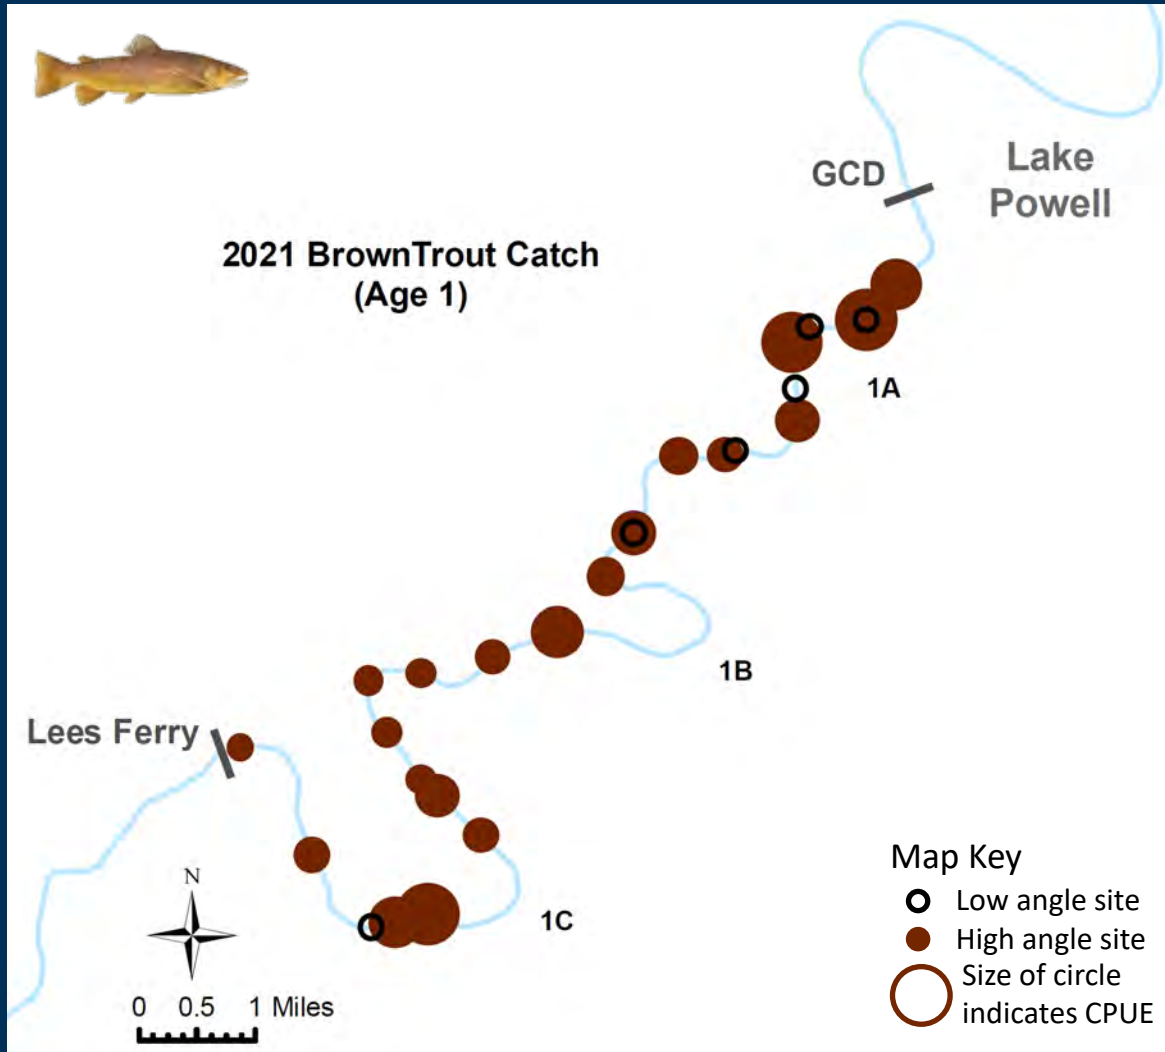 GCD
Lake
Powell
2021 BrownTrout Catch
(Age 1)
1A
1B
Lees Ferry
1C
N
0 0.5 1 Miles
Map Key
Low angle site
High angle site
Size of circle
indicates CPUE